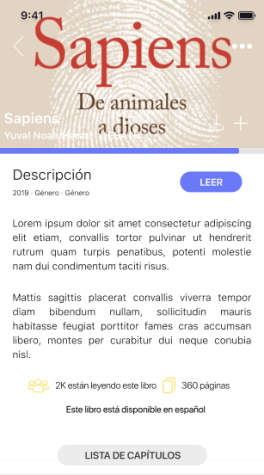 9:41
Sapiens
De animales
a dioses
Sapiens
Yuval Noah
Descripción
LEER
2019 · Género · Género
Lorem ipsum dolor sit amet consectetur adipiscing
elit etiam, convallis tortor pulvinar ut hendrerit
rutrum quam turpis penatibus, potenti molestie
nam dui condimentum taciti risus.
Mattis sagittis placerat convallis viverra tempor
diam bibendum nullam, sollicitudin mauris
habitasse feugiat porttitor fames cras accumsan
libero, montes per curabitur dui neque conubia
nisl.
2K están leyendo este libro
360 páginas
Este libro está disponible en español
LISTA DE CAPÍTULOS